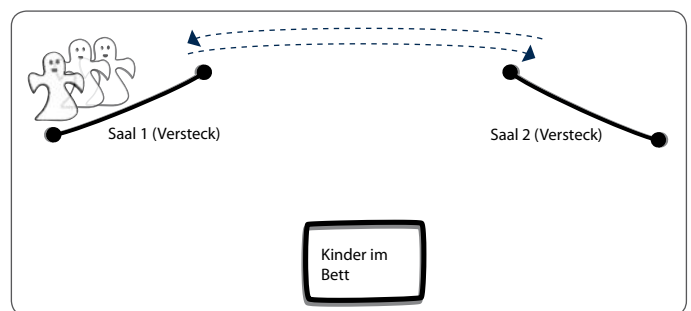 Saal 1 (Versteck)
Saal 2 (Versteck)
Kinder im
Bett